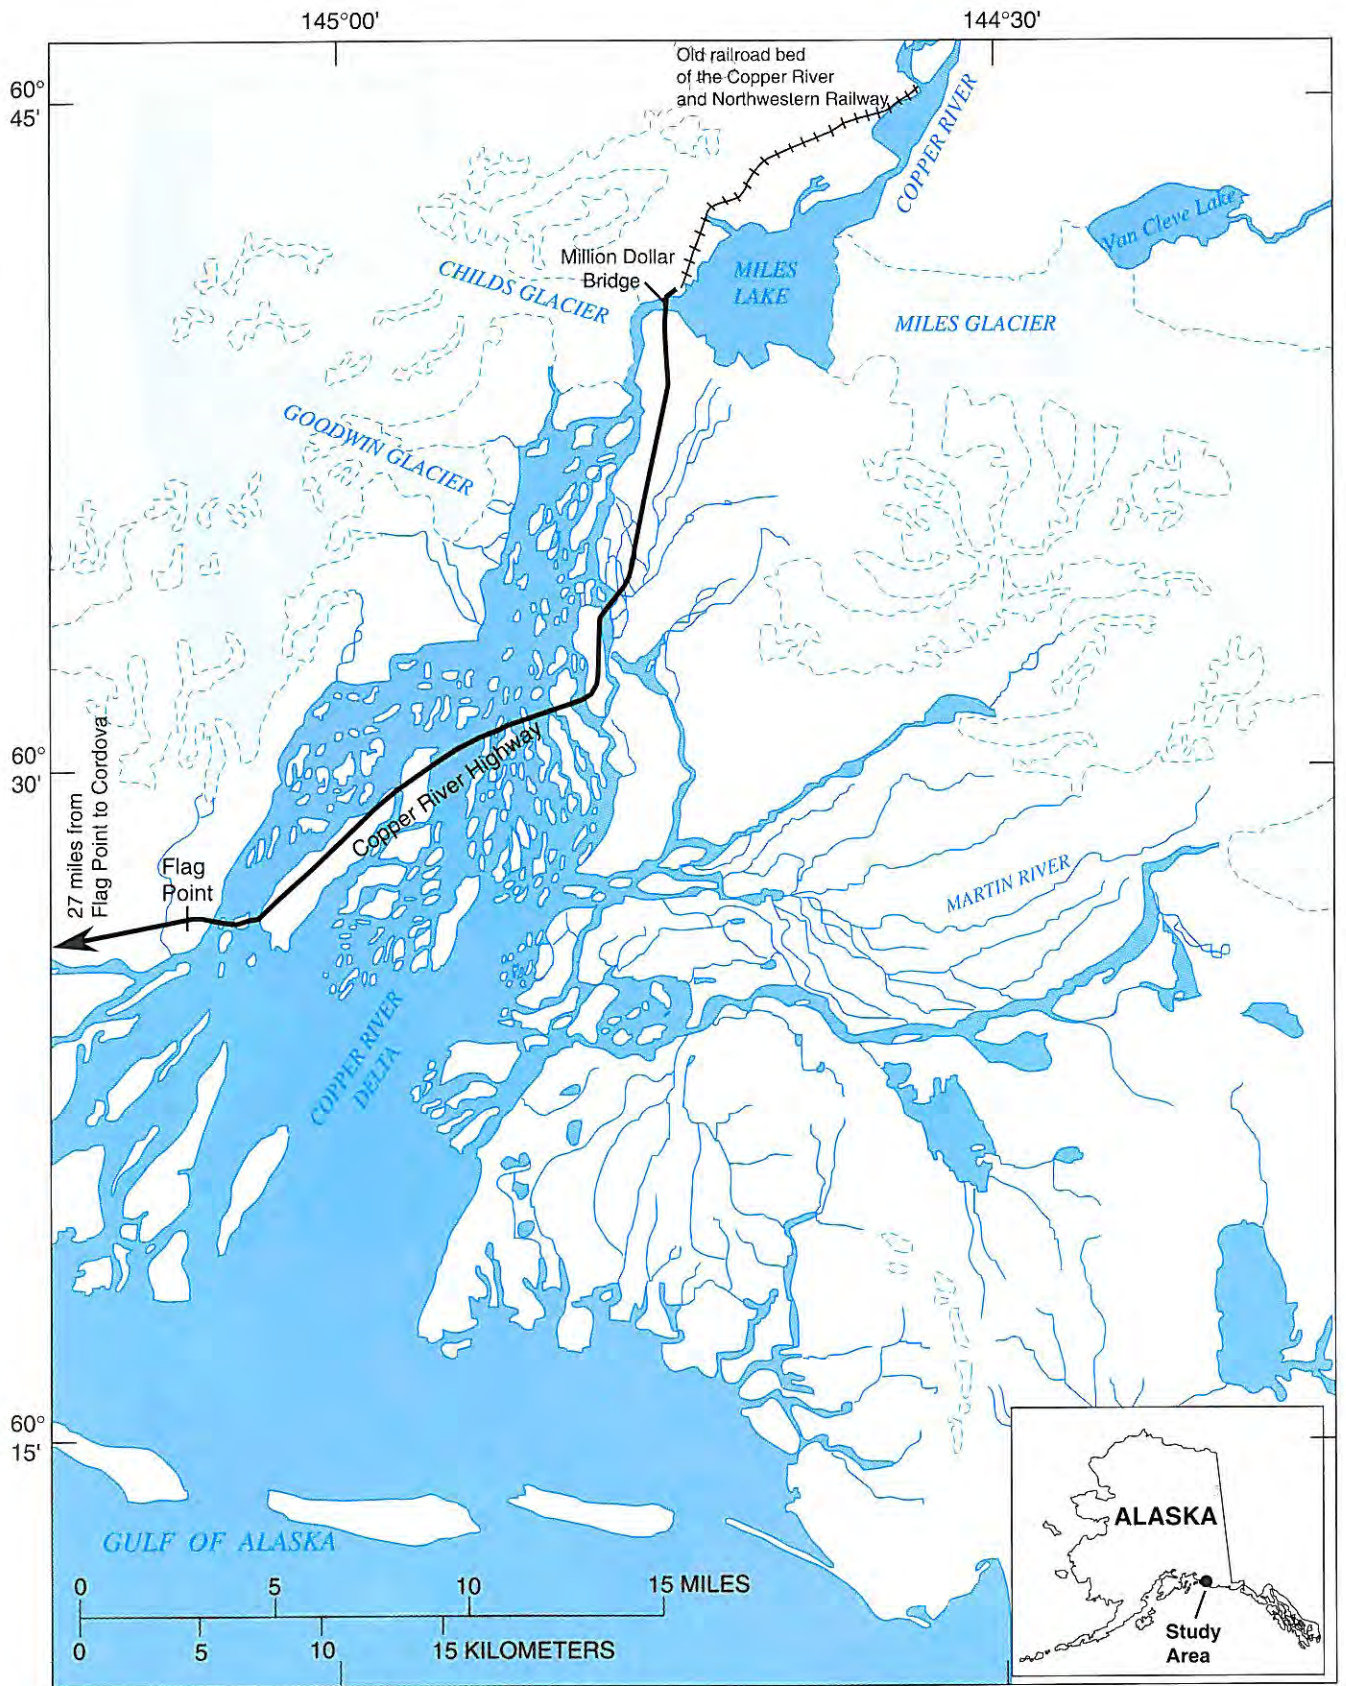 145°00'
144°30'
Old railroad bed
of the Copper River
and Northwestern Railway
60°
45'
COPPER RIVER
Van Cleve Lake
Million Dollar
Bridge
CHILDS GLACIER
MILES
LAKE
MILES GLACIER
GOODWIN GLACIER
60°
30'
27 miles from
Flag Point to Cordova
Copper River Highway
Flag
Point
MARTIN RIVER
COPPER RIVER
DELTA
60°
15'
GULF OF ALASKA
0 5 10 15 MILES
0 5 10 15 KILOMETERS
ALASKA
Study
Area